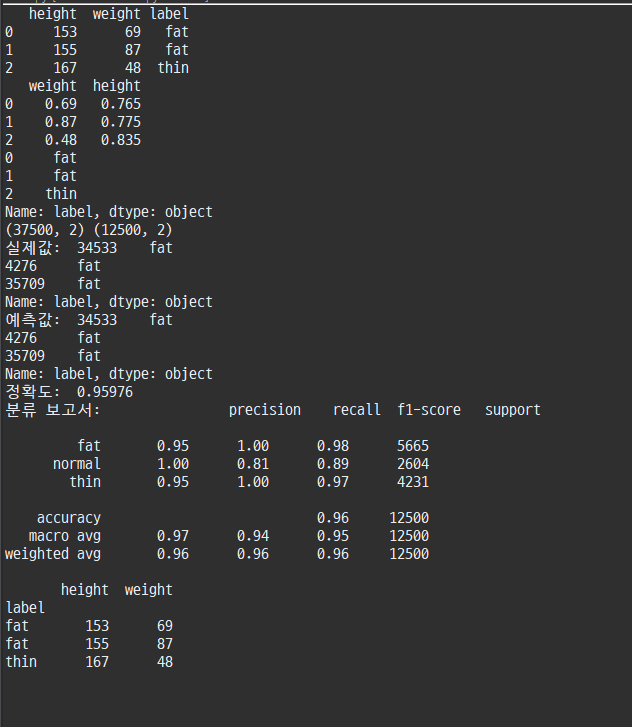 height weight label
0 153 69 fat
1 155 87 fat
2 167 48 thin
weight height
0 0.69 0.765
1 0.87 0.775
2 0.48 0.835
0 fat
1 fat
2 thin
Name: label, dtype: object
(37500, 2) (12500, 2)
실제값: 34533 fat
4276 fat
35709 fat
Name: label, dtype: object
예측값: 34533 fat
4276 fat
35709 fat
Name: label, dtype: object
정확도: 0.95976
분류 보고서: precision recall f1-score support
fat 0.95 1.00 0.98 5665
normal 1.00 0.81 0.89 2604
thin 0.95 1.00 0.97 4231
accuracy 0.96 12500
macro avg 0.97 0.94 0.95 12500
weighted avg 0.96 0.96 0.96 12500
height weight
label
fat 153 69
fat 155 87
thin 167 48